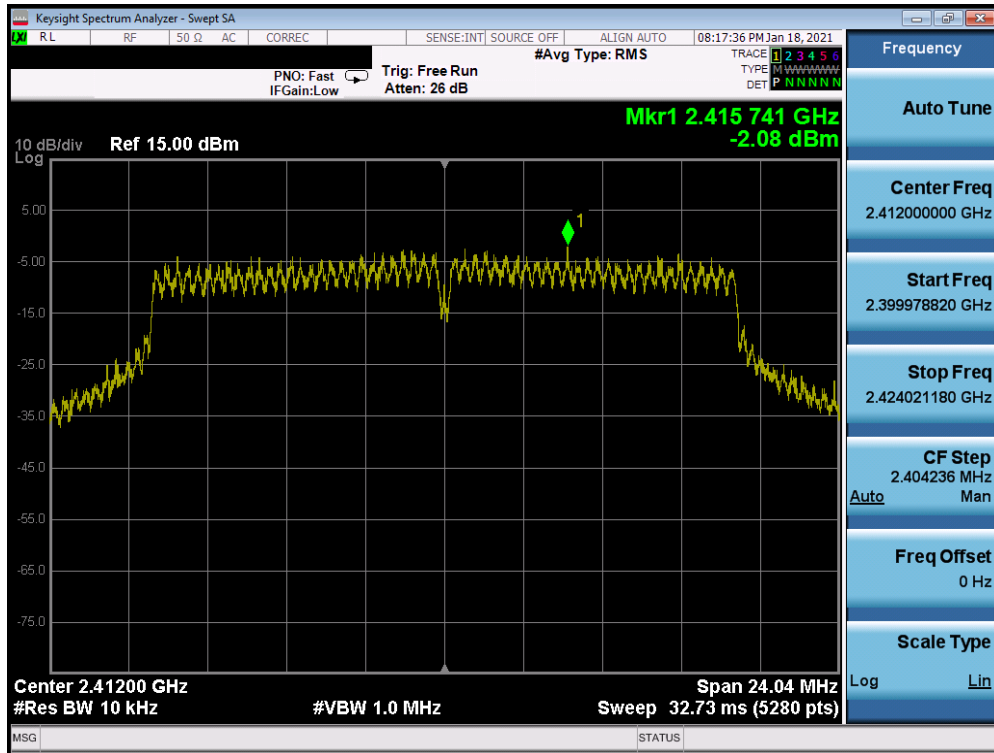 Keysight Spectrum Analyzer - Swept SA
LXI RL RF 50 Ω AC CORREC SENSE:INT SOURCE OFF ALIGN AUTO 08:17:36 PM Jan 18, 2021
#Avg Type: RMS
TRACE 1 2 3 4 5 6
TYPE M W W W W W
DET P N N N N N
PNO: Fast
IFGain:Low
Trig: Free Run
Atten: 26 dB
Mkr1 2.415 741 GHz
-2.08 dBm
10 dB/div
Log
Ref 15.00 dBm
5.00
-5.00
-15.0
-25.0
-35.0
-45.0
-55.0
-65.0
-75.0
1
Center 2.41200 GHz
Span 24.04 MHz
#Res BW 10 kHz
#VBW 1.0 MHz
Sweep 32.73 ms (5280 pts)
MSG
STATUS
Frequency
Auto Tune
Center Freq
2.412000000 GHz
Start Freq
2.399978820 GHz
Stop Freq
2.424021180 GHz
CF Step
2.404236 MHz
Auto Man
Freq Offset
0 Hz
Scale Type
Log Lin